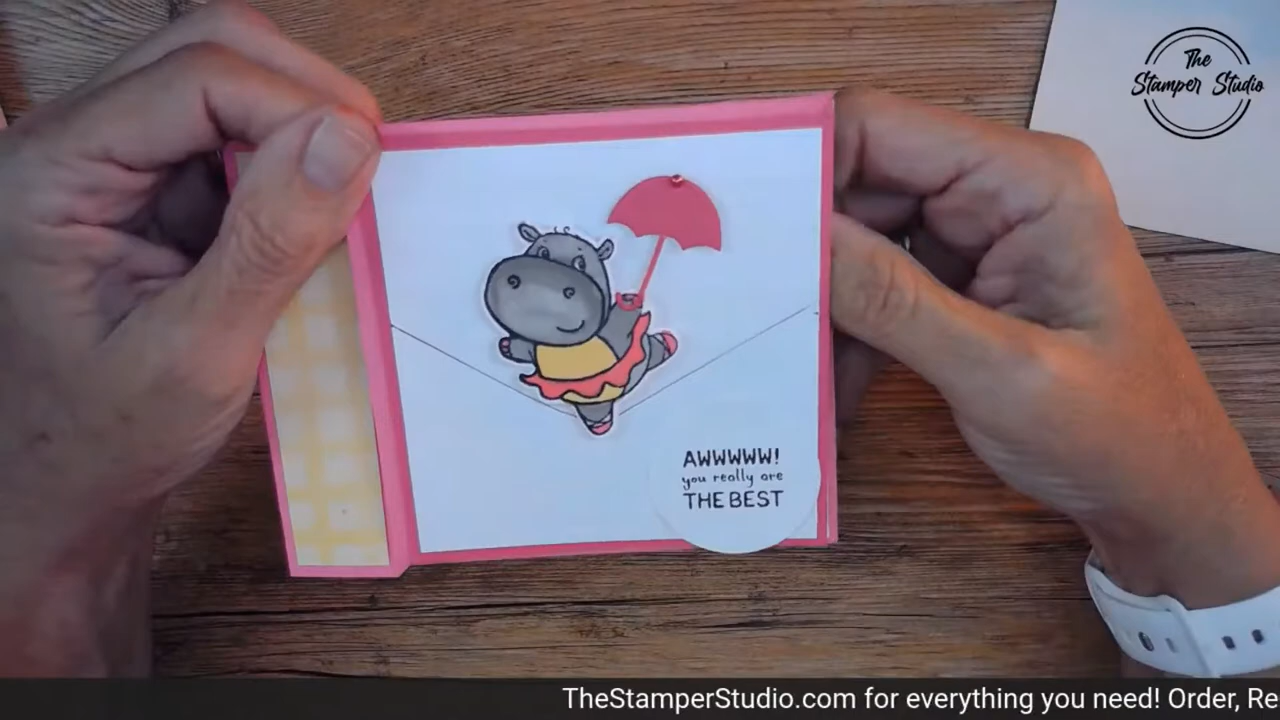 The
Stamper Studio
AWWWWW!
you really are
THE BEST
TheStamperStudio.com for everything you need! Order, Re